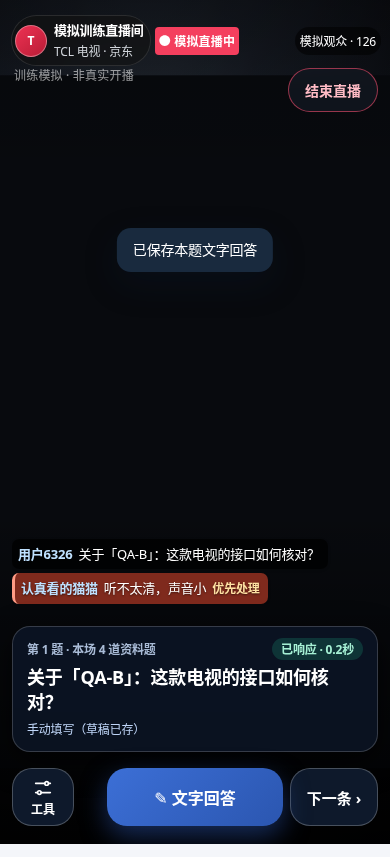 T
模拟训练直播间
TCL 电视 · 京东
模拟直播中
模拟观众 · 126
训练模拟 · 非真实开播
结束直播
已保存本题文字回答
用户6326 关于「QA-B」：这款电视的接口如何核对？
认真看的猫猫 听不太清，声音小 优先处理
第 1 题 · 本场 4 道资料题
已响应 · 0.2秒
关于「QA-B」：这款电视的接口如何核
对？
手动填写（草稿已存）
工具
✎ 文字回答
下一条 ›